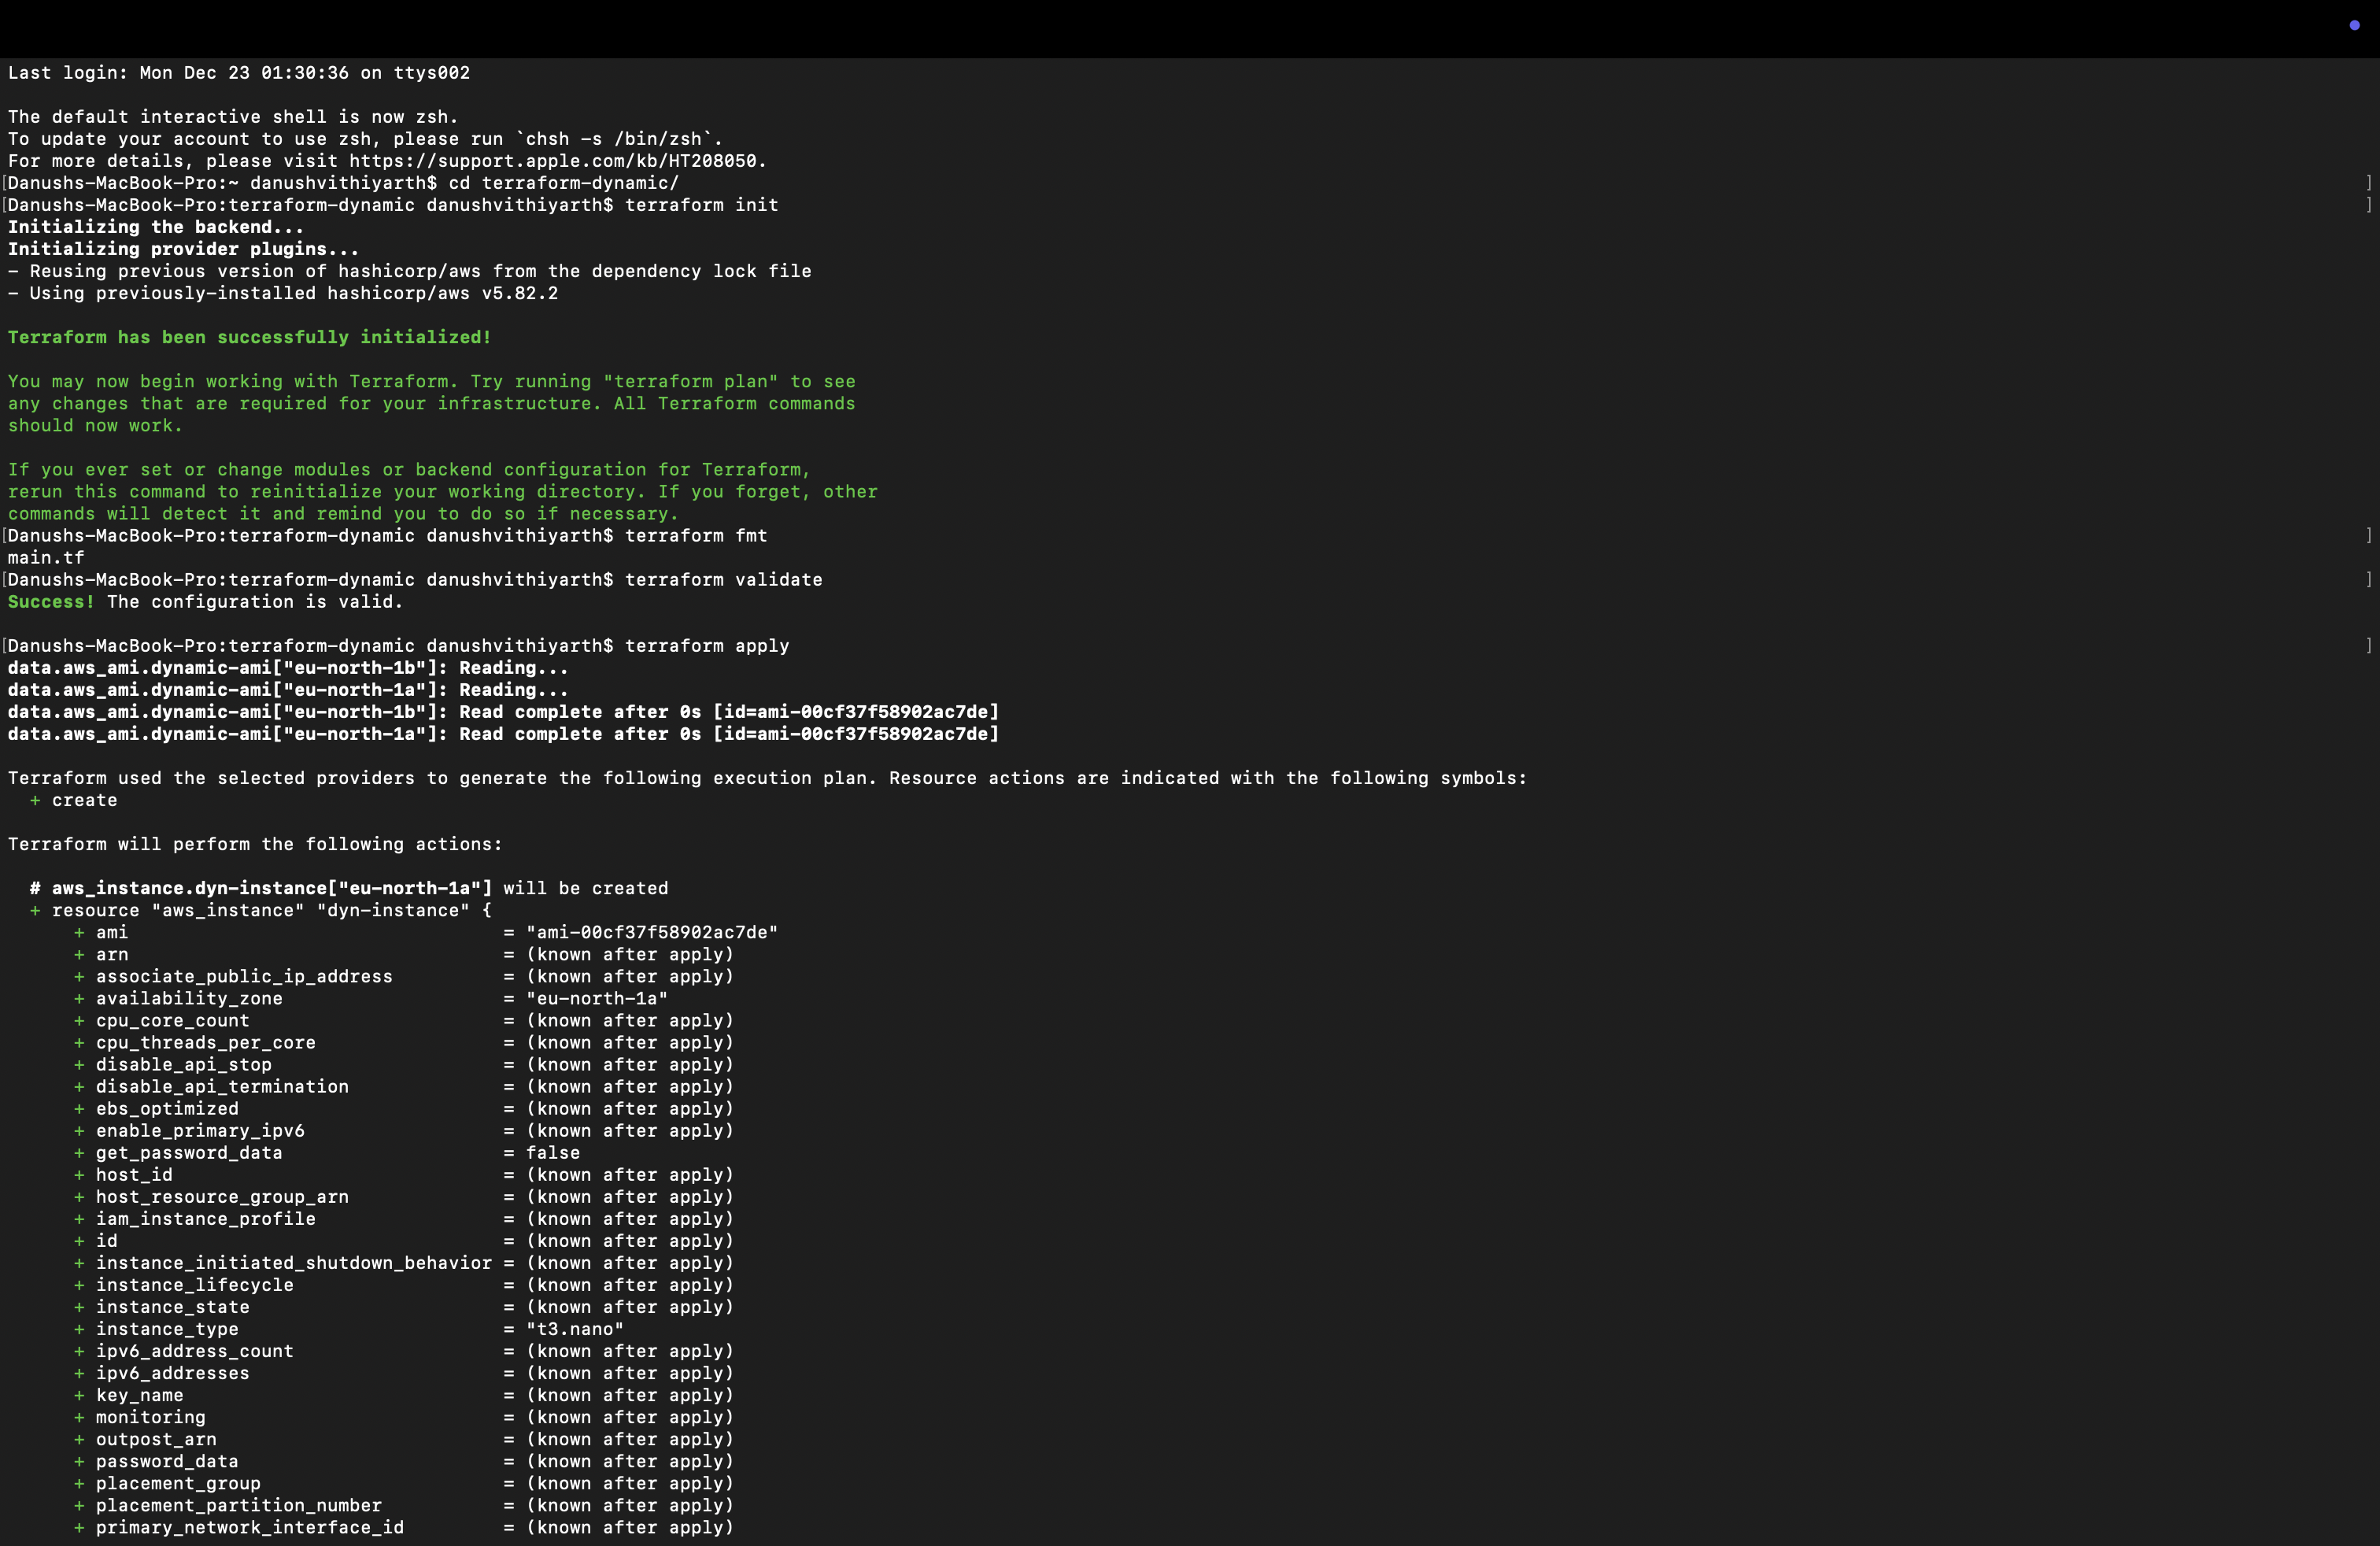 Last login: Mon Dec 23 01:30:36 on ttys002
The default interactive shell is now zsh.
To update your account to use zsh, please run `chsh -s /bin/zsh`.
For more details, please visit https://support.apple.com/kb/HT208050.
[Danushs-MacBook-Pro:~ danushvithiyarth$ cd terraform-dynamic/ ]
[Danushs-MacBook-Pro:terraform-dynamic danushvithiyarth$ terraform init ]
Initializing the backend...
Initializing provider plugins...
- Reusing previous version of hashicorp/aws from the dependency lock file
- Using previously-installed hashicorp/aws v5.82.2
Terraform has been successfully initialized!
You may now begin working with Terraform. Try running "terraform plan" to see
any changes that are required for your infrastructure. All Terraform commands
should now work.
If you ever set or change modules or backend configuration for Terraform,
rerun this command to reinitialize your working directory. If you forget, other
commands will detect it and remind you to do so if necessary.
[Danushs-MacBook-Pro:terraform-dynamic danushvithiyarth$ terraform fmt ]
main.tf
[Danushs-MacBook-Pro:terraform-dynamic danushvithiyarth$ terraform validate ]
Success! The configuration is valid.
[Danushs-MacBook-Pro:terraform-dynamic danushvithiyarth$ terraform apply ]
data.aws_ami.dynamic-ami["eu-north-1b"]: Reading...
data.aws_ami.dynamic-ami["eu-north-1a"]: Reading...
data.aws_ami.dynamic-ami["eu-north-1b"]: Read complete after 0s [id=ami-00cf37f58902ac7de]
data.aws_ami.dynamic-ami["eu-north-1a"]: Read complete after 0s [id=ami-00cf37f58902ac7de]
Terraform used the selected providers to generate the following execution plan. Resource actions are indicated with the following symbols:
  + create
Terraform will perform the following actions:
  # aws_instance.dyn-instance["eu-north-1a"] will be created
  + resource "aws_instance" "dyn-instance" {
      + ami                                  = "ami-00cf37f58902ac7de"
      + arn                                  = (known after apply)
      + associate_public_ip_address          = (known after apply)
      + availability_zone                    = "eu-north-1a"
      + cpu_core_count                       = (known after apply)
      + cpu_threads_per_core                 = (known after apply)
      + disable_api_stop                     = (known after apply)
      + disable_api_termination              = (known after apply)
      + ebs_optimized                        = (known after apply)
      + enable_primary_ipv6                  = (known after apply)
      + get_password_data                    = false
      + host_id                              = (known after apply)
      + host_resource_group_arn              = (known after apply)
      + iam_instance_profile                 = (known after apply)
      + id                                   = (known after apply)
      + instance_initiated_shutdown_behavior = (known after apply)
      + instance_lifecycle                   = (known after apply)
      + instance_state                       = (known after apply)
      + instance_type                        = "t3.nano"
      + ipv6_address_count                   = (known after apply)
      + ipv6_addresses                       = (known after apply)
      + key_name                             = (known after apply)
      + monitoring                           = (known after apply)
      + outpost_arn                          = (known after apply)
      + password_data                        = (known after apply)
      + placement_group                      = (known after apply)
      + placement_partition_number           = (known after apply)
      + primary_network_interface_id         = (known after apply)